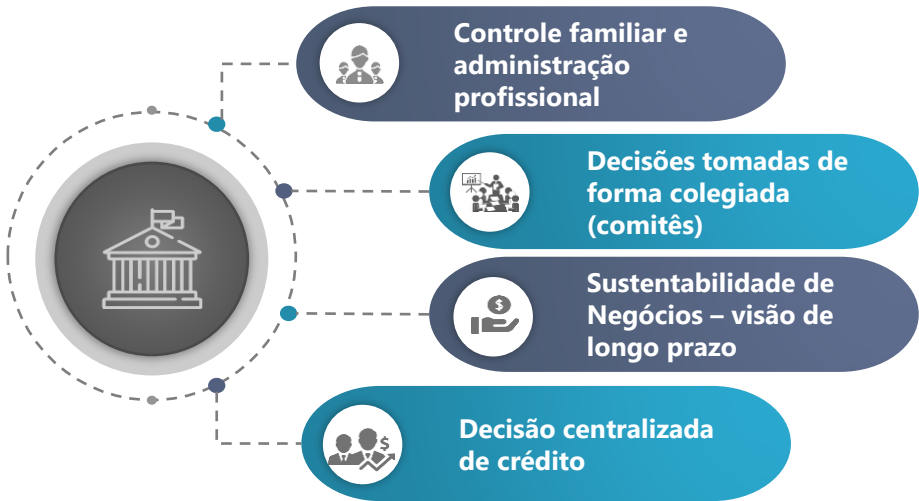 Controle familiar e
administração
profissional
Decisões tomadas de
forma colegiada
(comitês)
Sustentabilidade de
Negócios – visão de
longo prazo
Decisão centralizada
de crédito